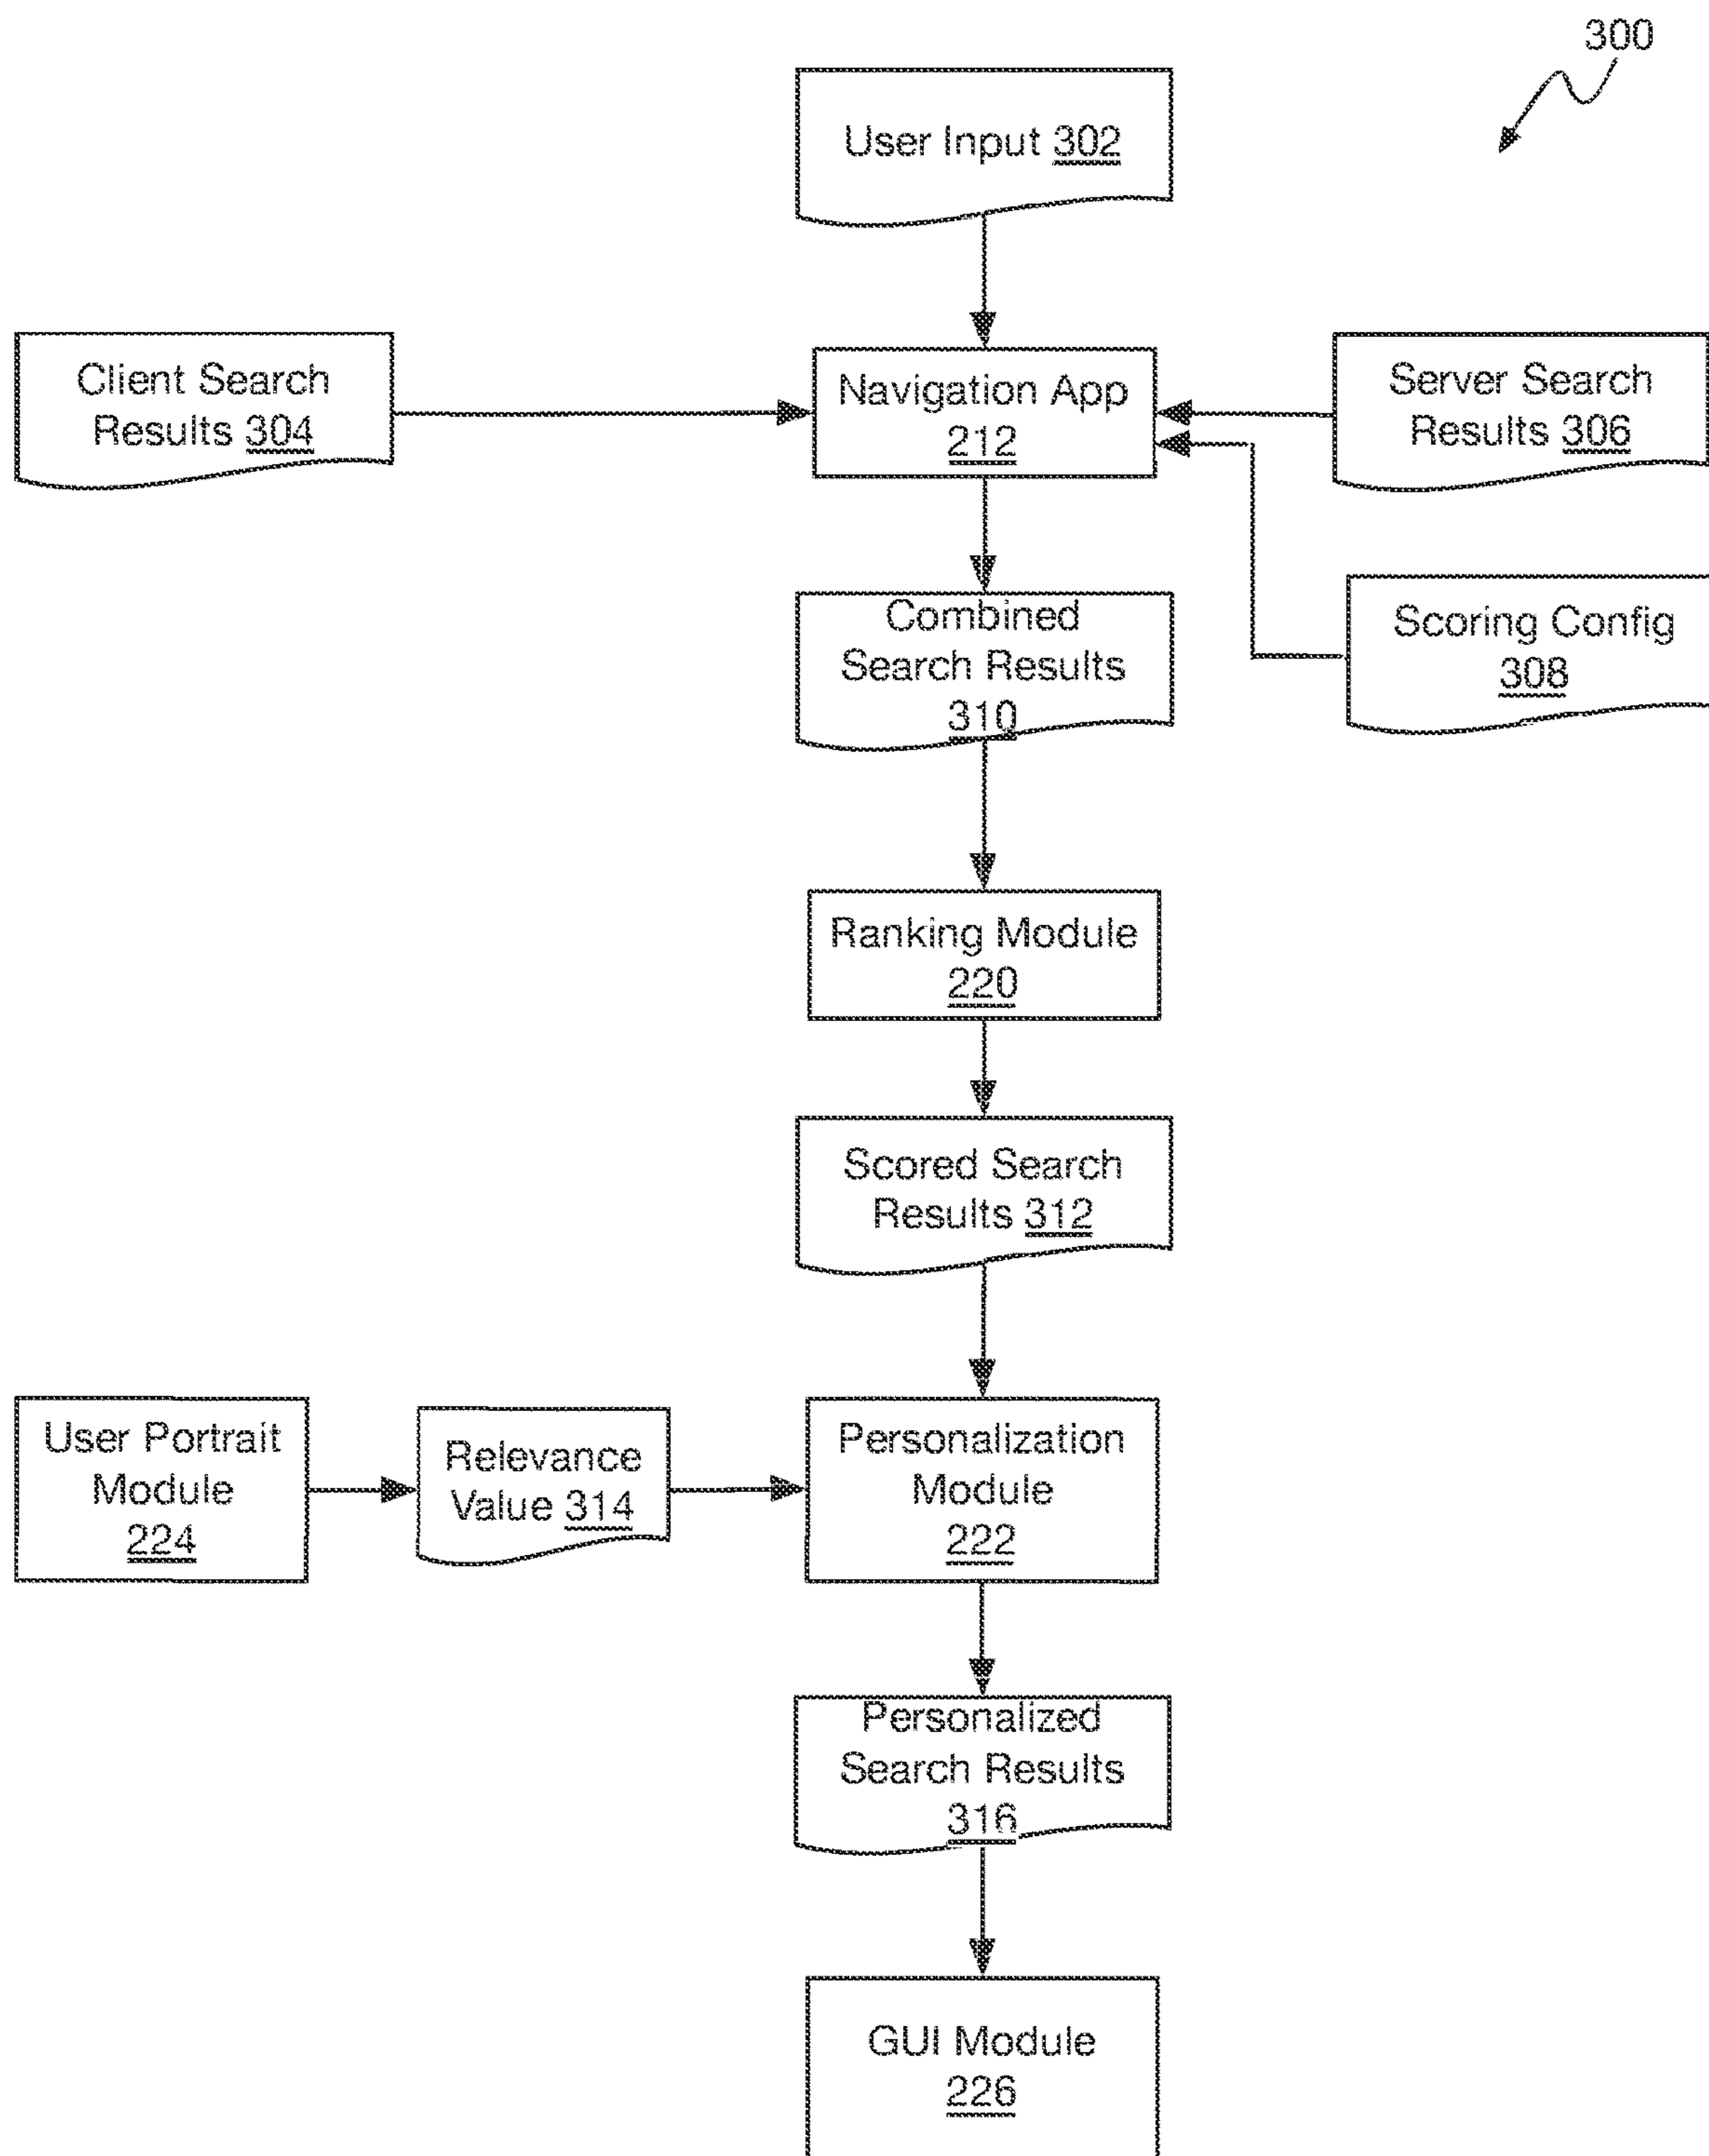 300
User Input 302
Client Search
Results 304
Navigation App
212
Server Search
Results 306
Scoring Config
308
Combined
Search Results
310
Ranking Module
220
Scored Search
Results 312
User Portrait
Module
224
Relevance
Value 314
Personalization
Module
222
Personalized
Search Results
316
GUI Module
226